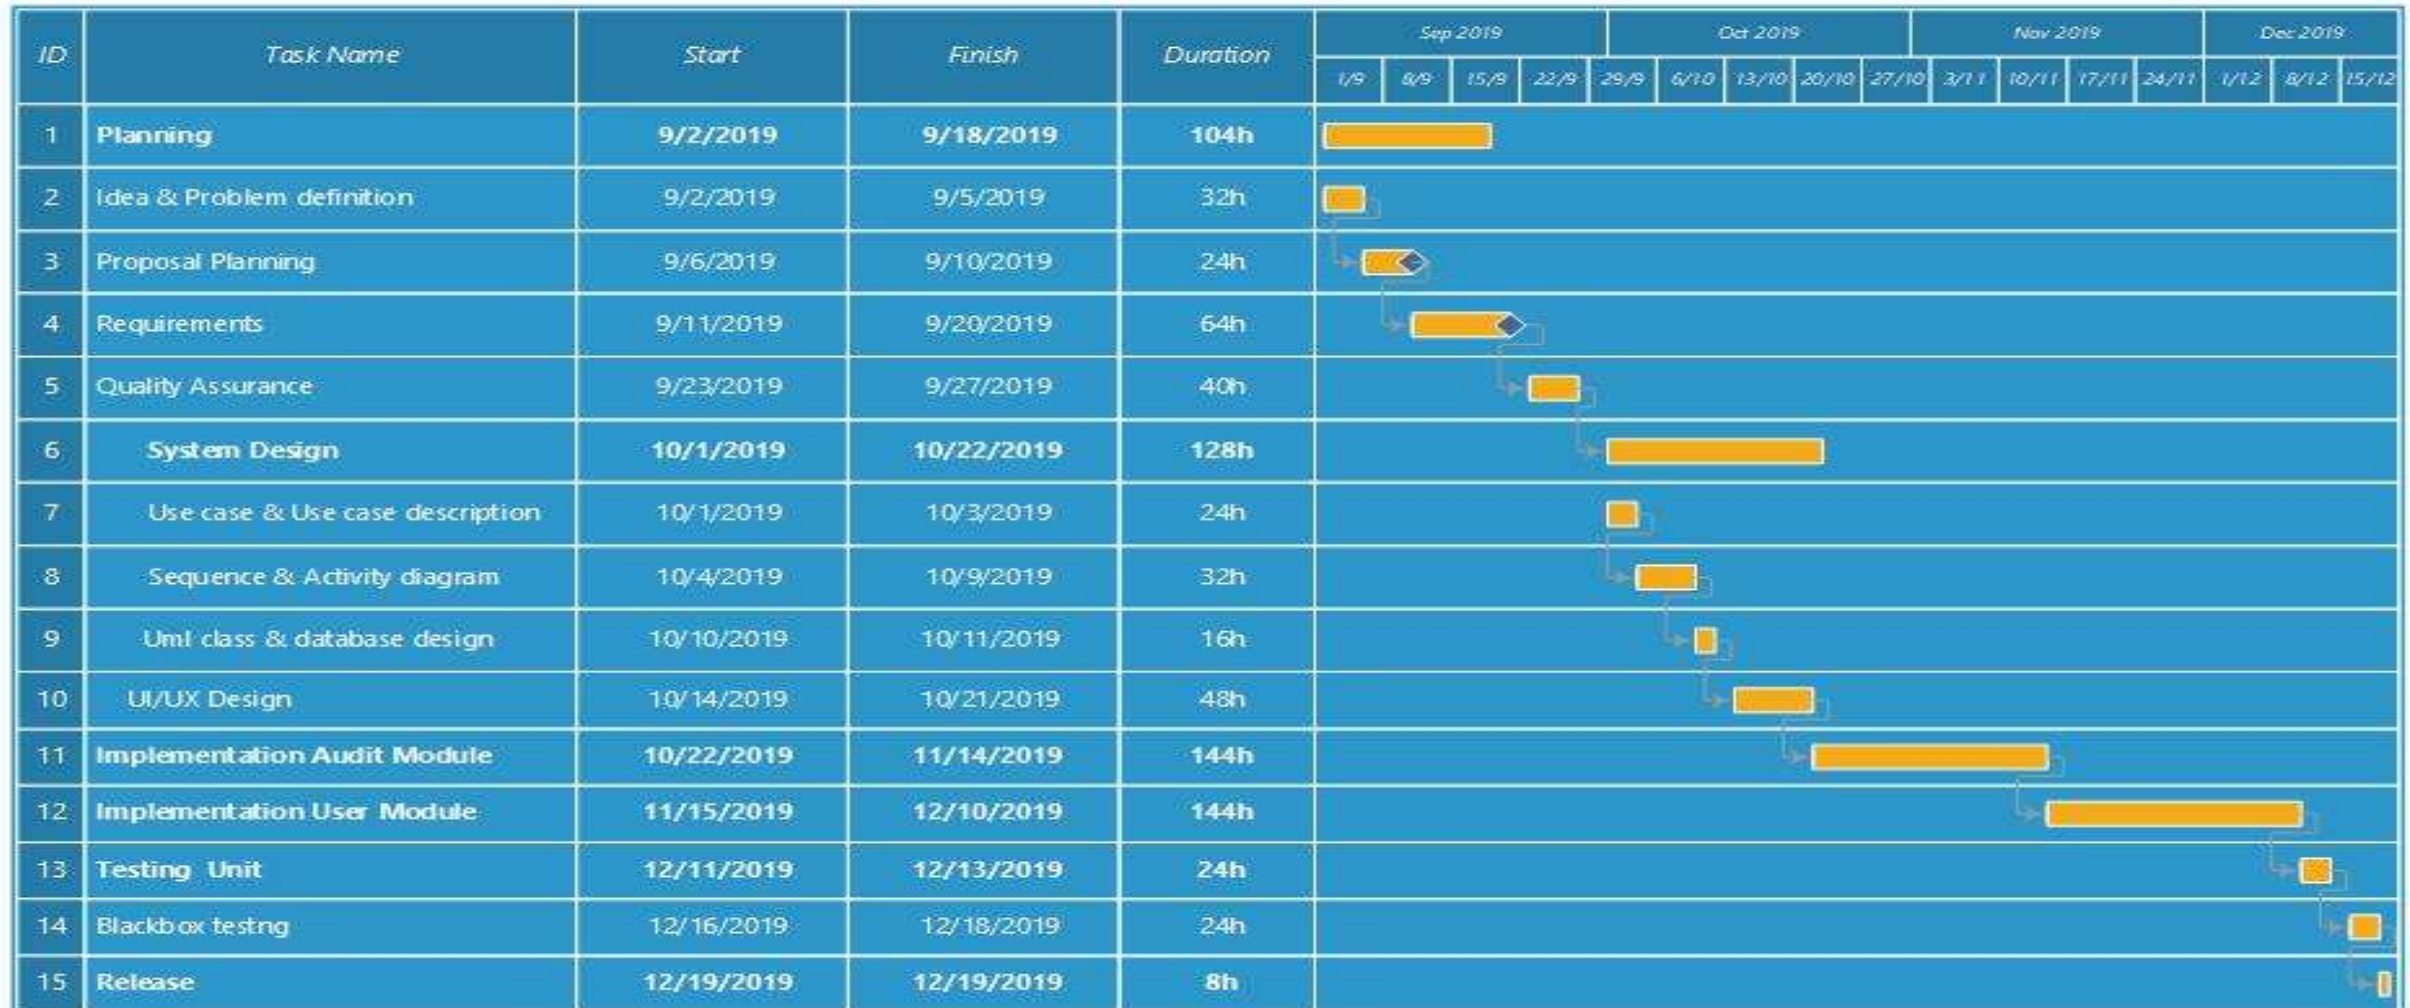 ID Task Name Start Finish Duration Sep 2019 Oct 2019 Nov 2019 Dec 2019
1/9 8/9 15/9 22/9 29/9 6/10 13/10 20/10 27/10 3/11 10/11 17/11 24/11 1/12 8/12 15/12
1 Planning 9/2/2019 9/18/2019 104h
2 Idea & Problem definition 9/2/2019 9/5/2019 32h
3 Proposal Planning 9/6/2019 9/10/2019 24h
4 Requirements 9/11/2019 9/20/2019 64h
5 Quality Assurance 9/23/2019 9/27/2019 40h
6 System Design 10/1/2019 10/22/2019 128h
7 Use case & Use case description 10/1/2019 10/3/2019 24h
8 Sequence & Activity diagram 10/4/2019 10/9/2019 32h
9 Uml class & database design 10/10/2019 10/11/2019 16h
10 UI/UX Design 10/14/2019 10/21/2019 48h
11 Implementation Audit Module 10/22/2019 11/14/2019 144h
12 Implementation User Module 11/15/2019 12/10/2019 144h
13 Testing Unit 12/11/2019 12/13/2019 24h
14 Blackbox testng 12/16/2019 12/18/2019 24h
15 Release 12/19/2019 12/19/2019 8h